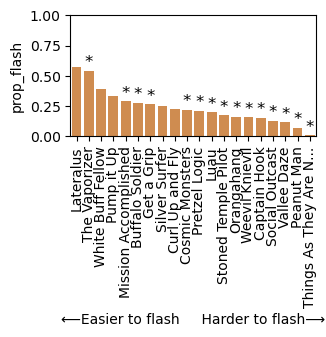 1.00
0.75
0.50
0.25
0.00
prop_flash
* * * * * * * * * * * * * * *
Lateralus
The Vaporizer
White Buff Fellow
Pump it Up
Mission Accomplished
Buffalo Soldier
Get a Grip
Silver Surfer
Curl Up and Fly
Cosmic Monsters
Pretzel Logic
Luau
Stoned Temple Pilot
Orangahang
Weevil Knievil
Captain Hook
Social Outcast
Valley Daze
Peanut Man
Things As They Are N...
⟵Easier to flash
Harder to flash⟶